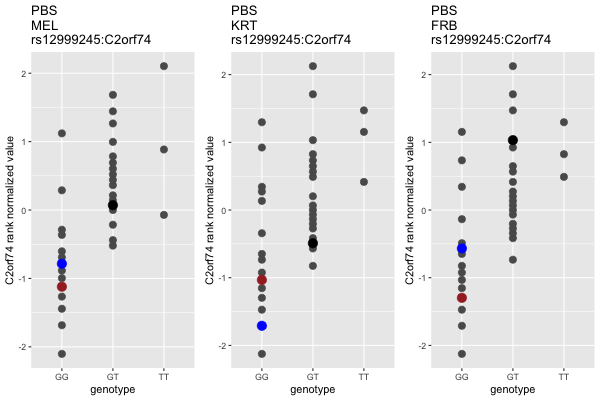 PBS
MEL
rs12999245:C2orf74
C2orf74 rank normalized value
2
1
0
-1
-2
GG GT TT
genotype
PBS
KRT
rs12999245:C2orf74
C2orf74 rank normalized value
2
1
0
-1
-2
GG GT TT
genotype
PBS
FRB
rs12999245:C2orf74
C2orf74 rank normalized value
2
1
0
-1
-2
GG GT TT
genotype